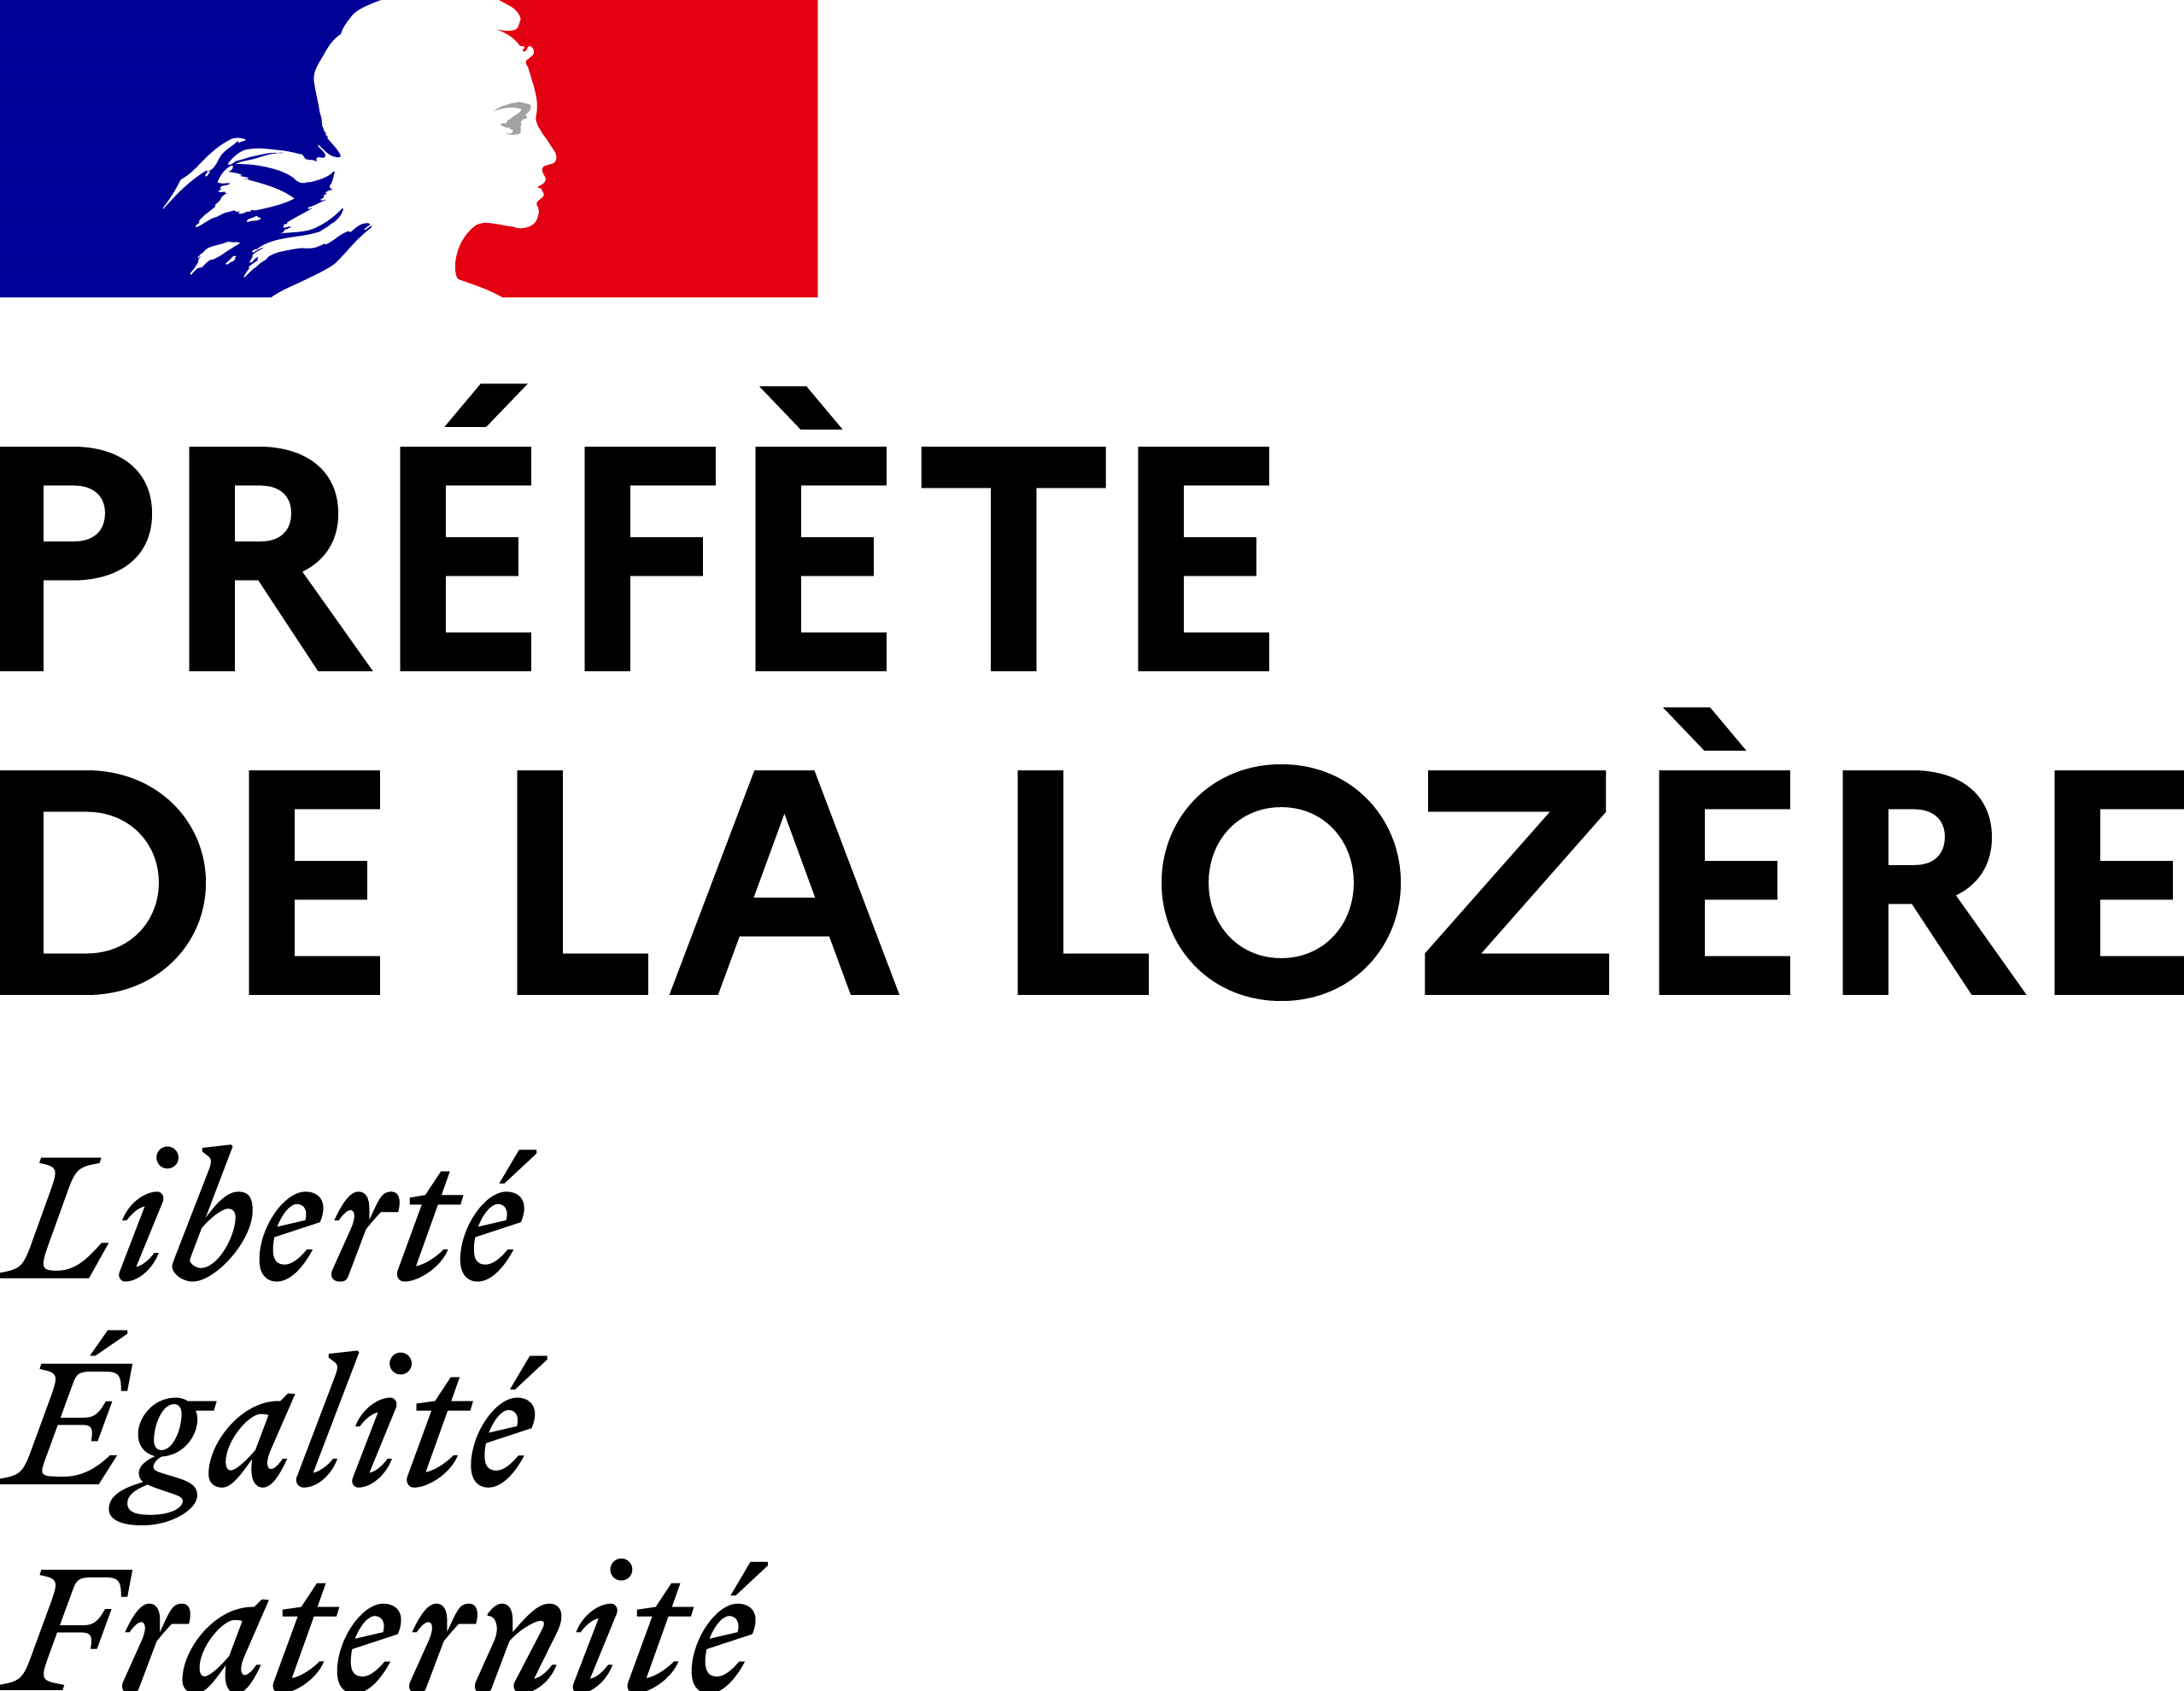 PRÉFÈTE
DE LA LOZÈRE
Liberté
Égalité
Fraternité